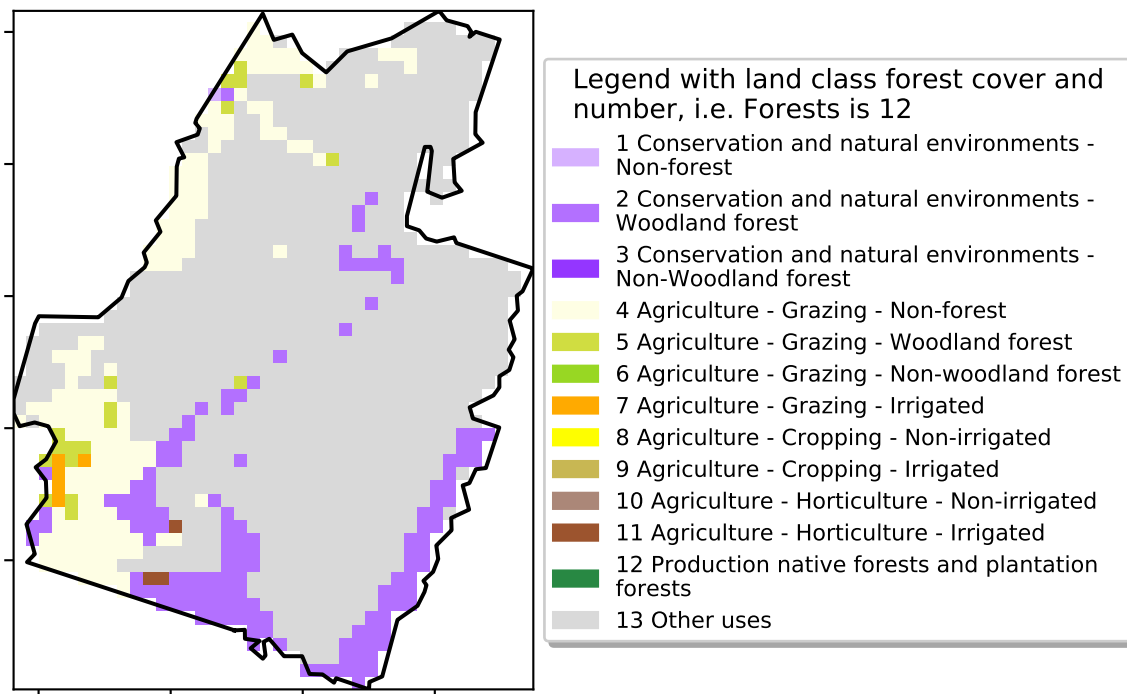 Legend with land class forest cover and
number, i.e. Forests is 12
1 Conservation and natural environments -
Non-forest
2 Conservation and natural environments -
Woodland forest
3 Conservation and natural environments -
Non-Woodland forest
4 Agriculture - Grazing - Non-forest
5 Agriculture - Grazing - Woodland forest
6 Agriculture - Grazing - Non-woodland forest
7 Agriculture - Grazing - Irrigated
8 Agriculture - Cropping - Non-irrigated
9 Agriculture - Cropping - Irrigated
10 Agriculture - Horticulture - Non-irrigated
11 Agriculture - Horticulture - Irrigated
12 Production native forests and plantation
forests
13 Other uses